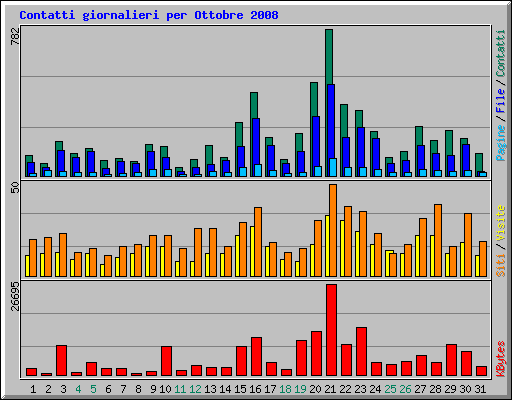 Contatti giornalieri per Ottobre 2008
782
Pagine / File / Contatti
50
Siti / Visite
26695
KBytes
1 2 3 4 5 6 7 8 9 10 11 12 13 14 15 16 17 18 19 20 21 22 23 24 25 26 27 28 29 30 31